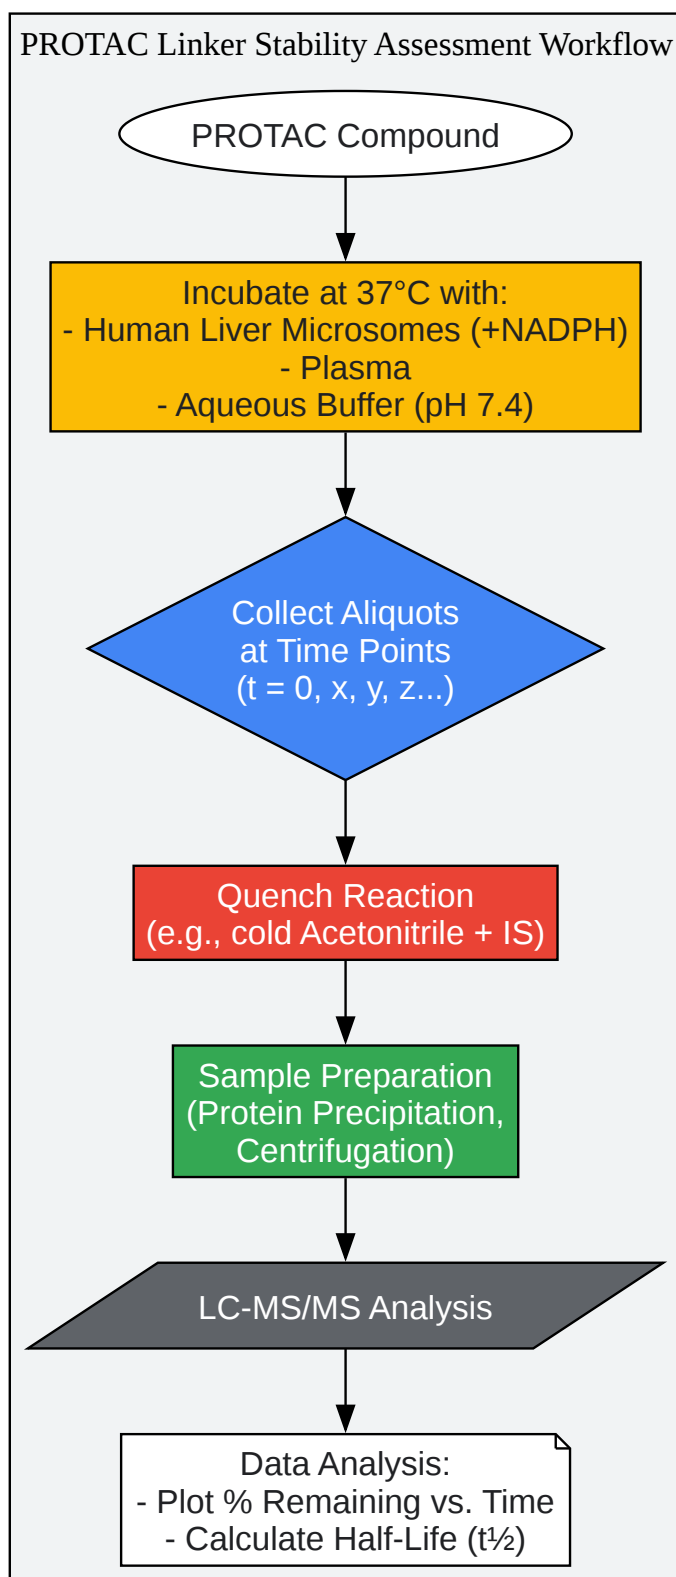 PROTAC Linker Stability Assessment Workflow
PROTAC Compound
Incubate at 37°C with:
- Human Liver Microsomes (+NADPH)
- Plasma
- Aqueous Buffer (pH 7.4)
Collect Aliquots
at Time Points
(t = 0, x, y, z...)
Quench Reaction
(e.g., cold Acetonitrile + IS)
Sample Preparation
(Protein Precipitation,
Centrifugation)
LC-MS/MS Analysis
Data Analysis:
- Plot % Remaining vs. Time
- Calculate Half-Life (t½)